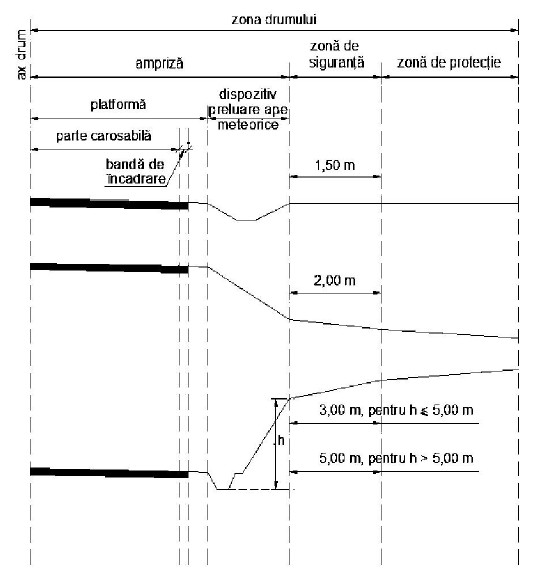 zona drumului
ax drum
ampriză
zonă de
siguranță
zonă de protecție
platformă
dispozitiv
preluare ape
meteorice
parte carosabilă
bandă de
încadrare
1,50 m
2,00 m
3,00 m, pentru h ⩽ 5,00 m
h
5,00 m, pentru h > 5,00 m